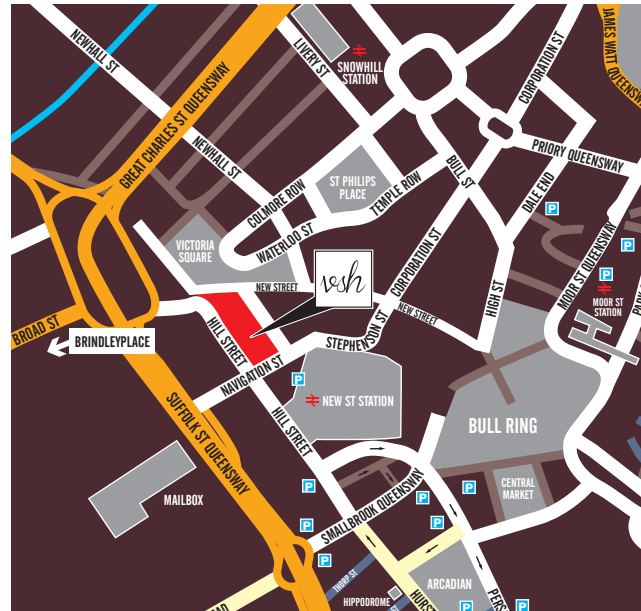 NEWHALL ST
LIVERY ST
SNOWHILL
STATION
CORPORATION ST
JAMES WATT QUEENSWAY
GREAT CHARLES ST QUEENSWAY
NEWHALL ST
PRIORY QUEENSWAY
BULL ST
ST PHILIPS
PLACE
COLMORE ROW
TEMPLE ROW
DALE END
P
VICTORIA
SQUARE
WATERLOO ST
CORPORATION ST
MOOR ST QUEENSWAY
P
P
MOOR ST
STATION
vsh
NEW STREET
NEW STREET
HIGH ST
BROAD ST
BRINDLEYPLACE
HILL STREET
STEPHENSON ST
NAVIGATION ST
P
NEW ST STATION
HILL STREET
BULL RING
SUFFOLK ST QUEENSWAY
MAILBOX
CENTRAL
MARKET
P
P
SMALLBROOK QUEENSWAY
P
P
P
P
THORP ST
ARCADIAN
HIPPODROME
P
P